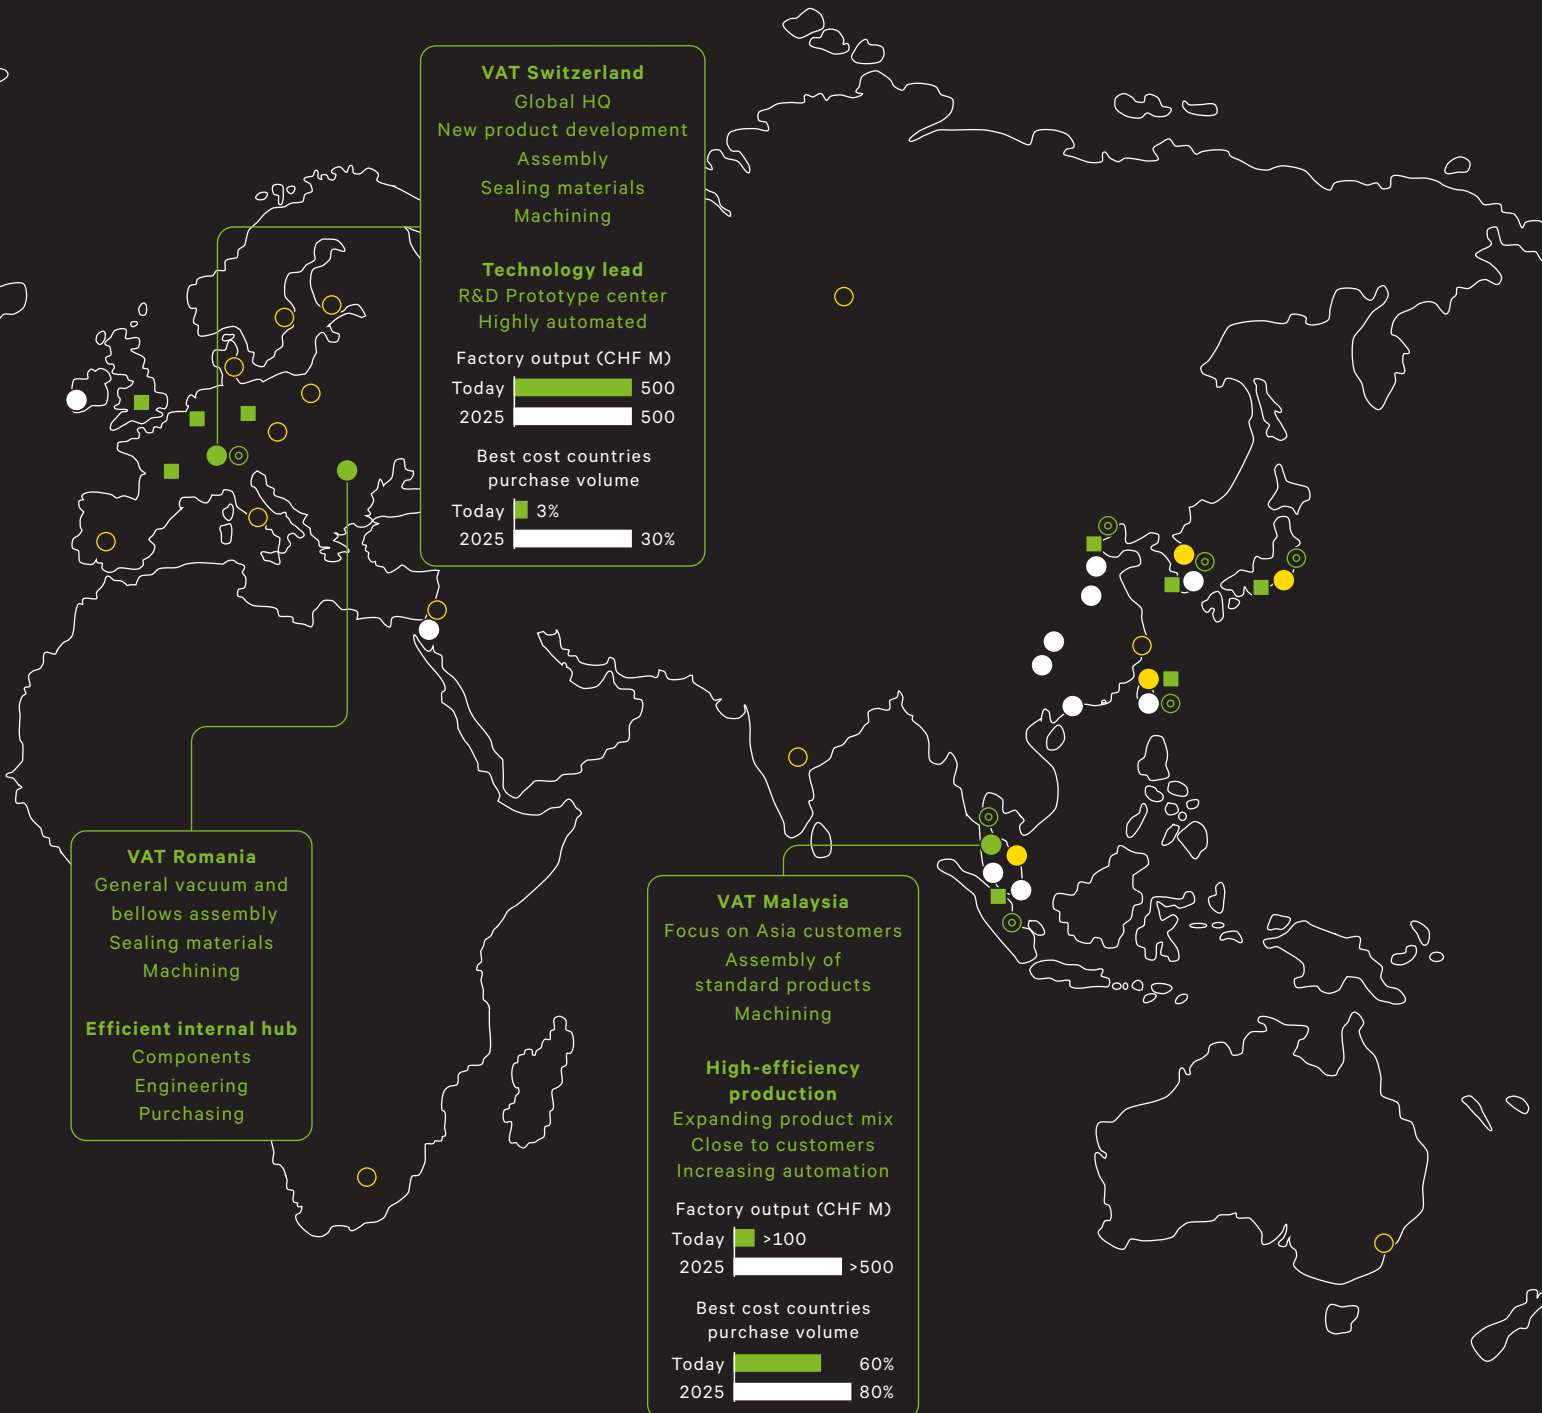 VAT Switzerland
Global HQ
New product development
Assembly
Sealing materials
Machining
Technology lead
R&D Prototype center
Highly automated
Factory output (CHF M)
Today 500
2025 500
Best cost countries
purchase volume
Today 3%
2025 30%
VAT Romania
General vacuum and
bellows assembly
Sealing materials
Machining
Efficient internal hub
Components
Engineering
Purchasing
VAT Malaysia
Focus on Asia customers
Assembly of
standard products
Machining
High-efficiency
production
Expanding product mix
Close to customers
Increasing automation
Factory output (CHF M)
Today >100
2025 >500
Best cost countries
purchase volume
Today 60%
2025 80%